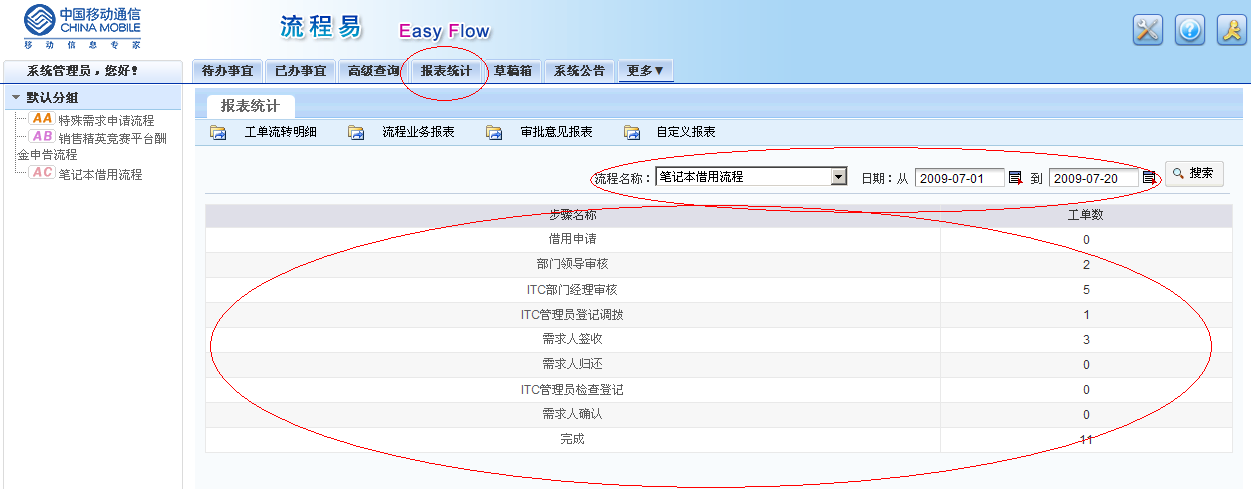 中国移动通信
CHINA MOBILE
移 动 信 息 专 家
流程易 Easy Flow
系统管理员，您好！
待办事宜 已办事宜 高级查询 报表统计 草稿箱 系统公告 更多▼
默认分组
AA 特殊需求申请流程
AB 销售精英竞赛平台酬
金申告流程
AC 笔记本借用流程
报表统计
工单流转明细 流程业务报表 审批意见报表 自定义报表
流程名称： 笔记本借用流程 日期：从 2009-07-01 到 2009-07-20 搜索
步骤名称 工单数
借用申请 0
部门领导审核 2
ITC部门经理审核 5
ITC管理员登记调拨 1
需求人签收 3
需求人归还 0
ITC管理员检查登记 0
需求人确认 0
完成 11